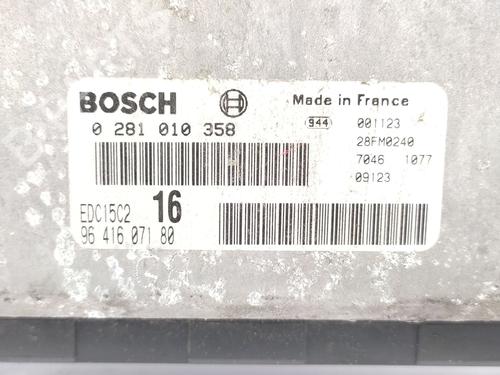 BOSCH
Made in France
0 281 010 358
944 001123
28FM0240
7046 1077
09123
EDC15C2 16
96 416 071 80